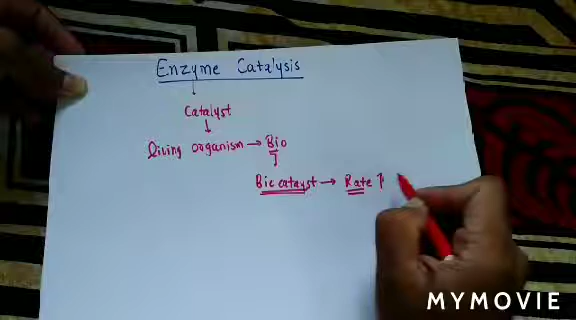 Enzyme Catalysis
↓
Catalyst
↓
living organism → Bio
↓
Bio catayst → Rate ↑
MYMOVIE